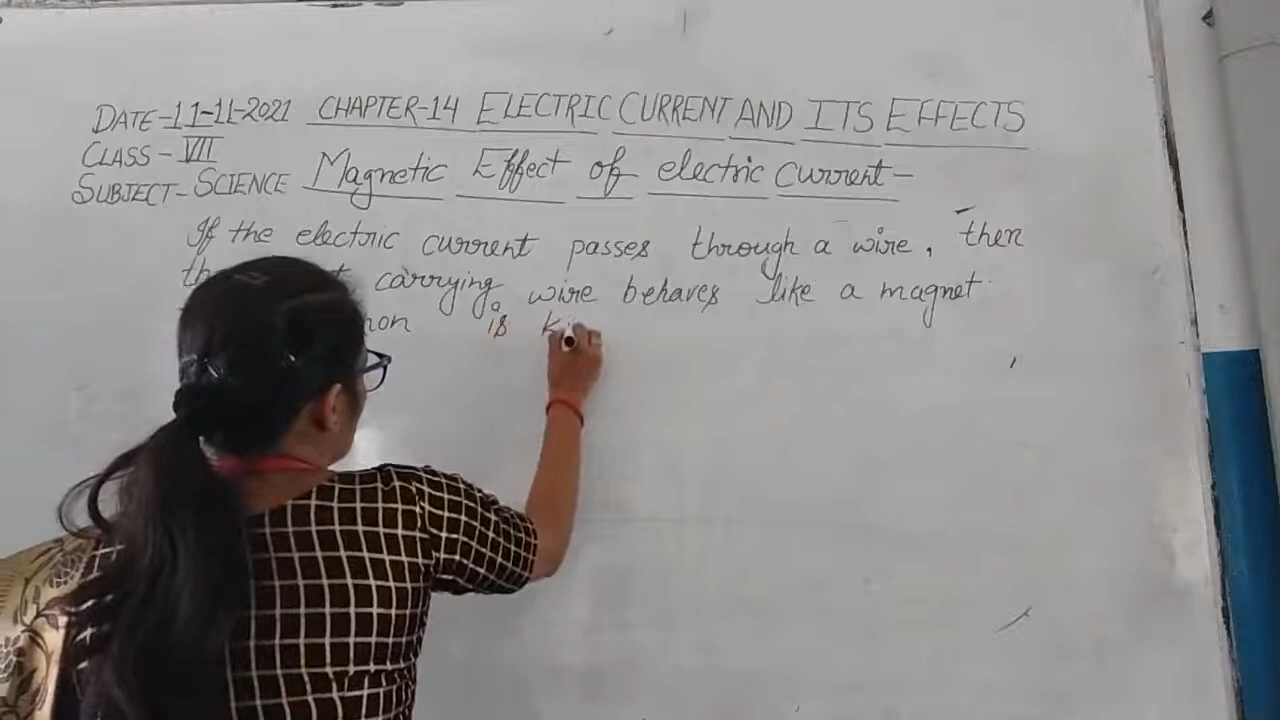 DATE-11-11-2021 CHAPTER-14 ELECTRIC CURRENT AND ITS EFFECTS
CLASS-VII
SUBJECT-SCIENCE Magnetic Effect of electric current-
If the electric current passes through a wire, then
carrying wire behaves like a magnet.
is